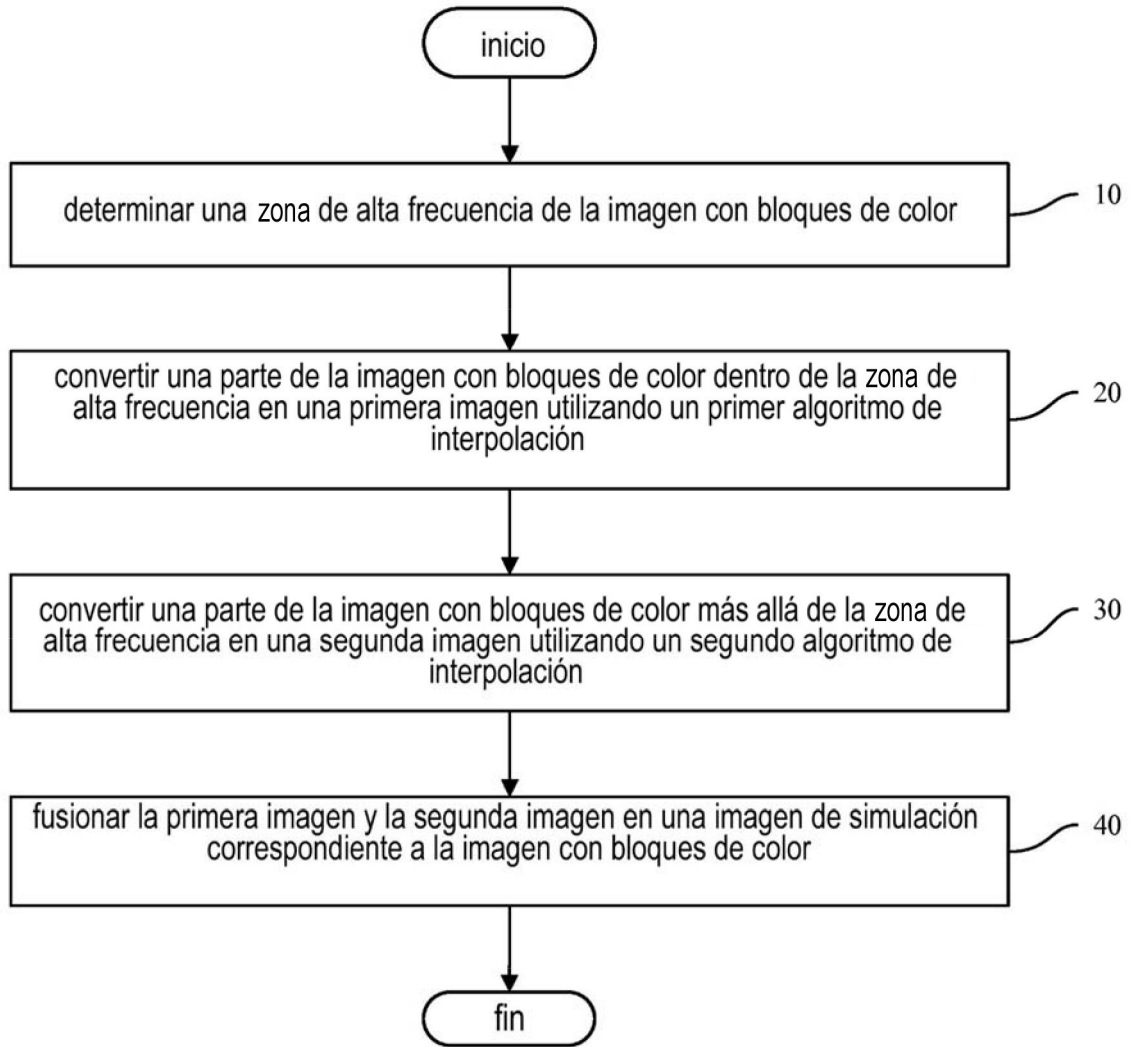 inicio
determinar una zona de alta frecuencia de la imagen con bloques de color
10
convertir una parte de la imagen con bloques de color dentro de la zona de
alta frecuencia en una primera imagen utilizando un primer algoritmo de
interpolación
20
convertir una parte de la imagen con bloques de color más allá de la zona de
alta frecuencia en una segunda imagen utilizando un segundo algoritmo de
interpolación
30
fusionar la primera imagen y la segunda imagen en una imagen de simulación
correspondiente a la imagen con bloques de color
40
fin